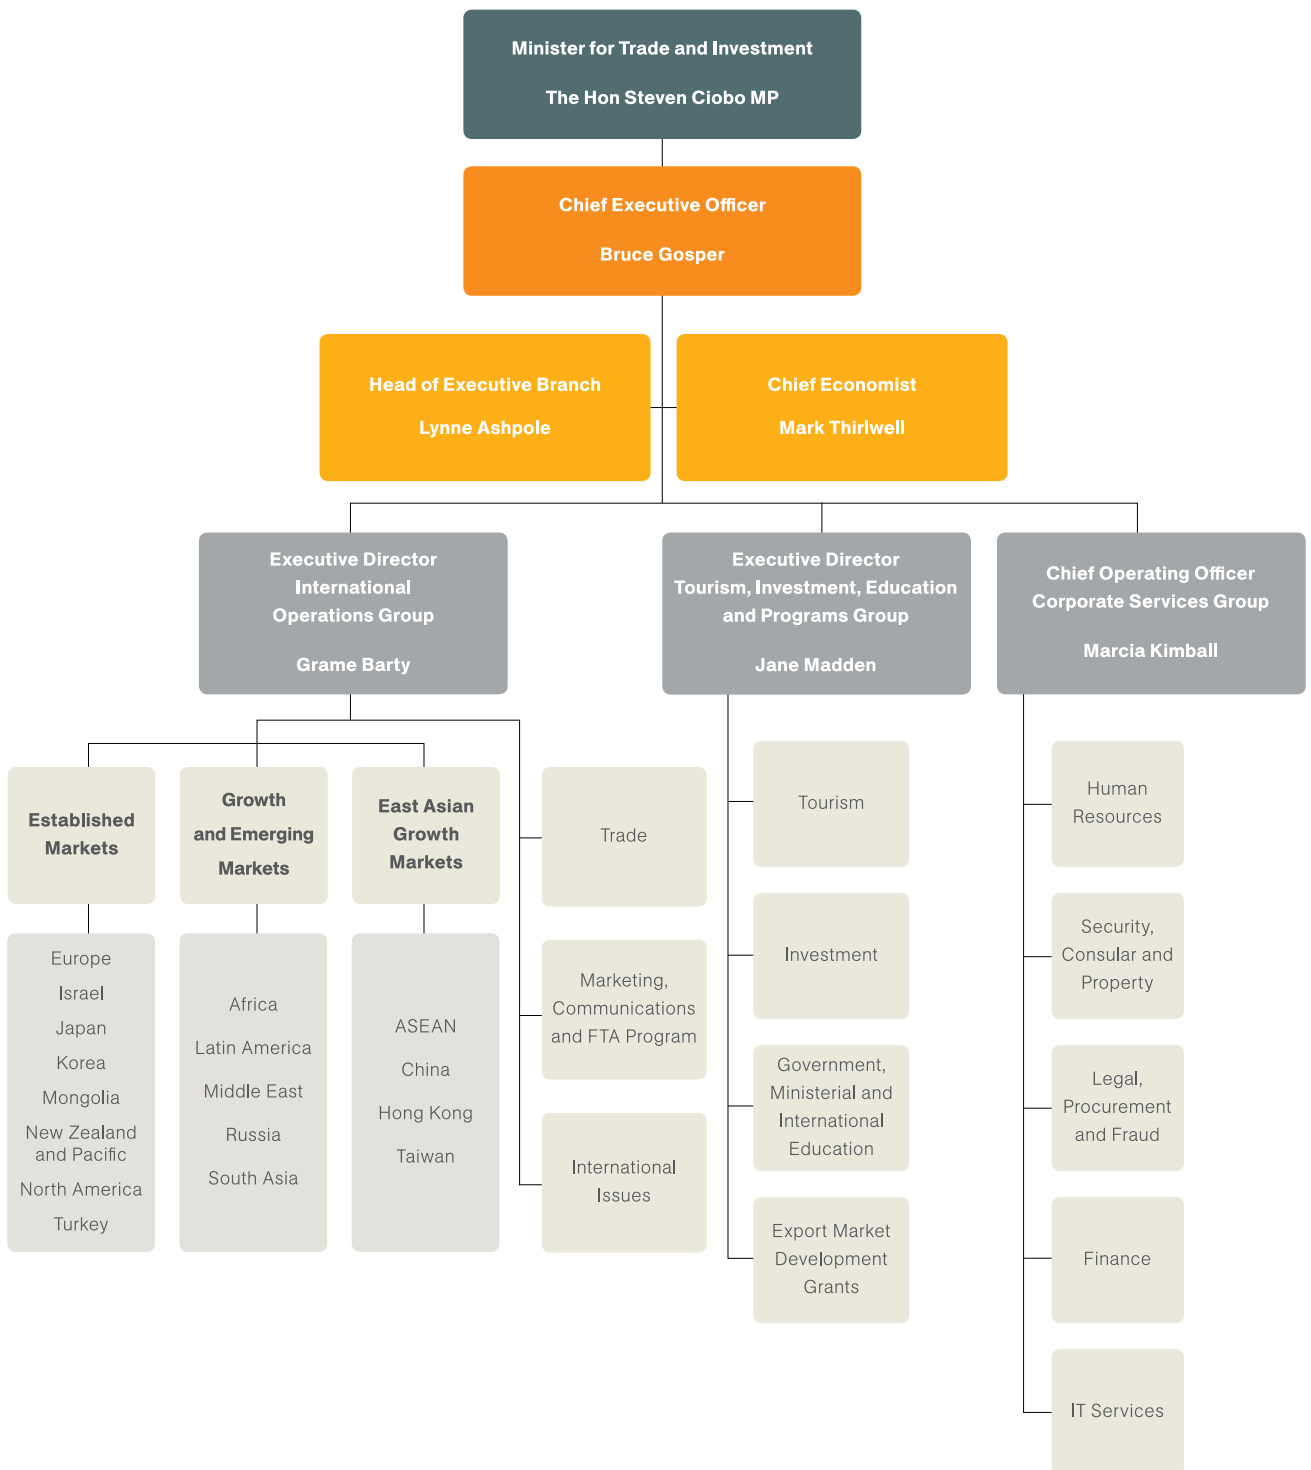 Minister for Trade and Investment
The Hon Steven Ciobo MP
Chief Executive Officer
Bruce Gosper
Head of Executive Branch
Lynne Ashpole
Chief Economist
Mark Thirlwell
Executive Director
International
Operations Group
Grame Barty
Executive Director
Tourism, Investment, Education
and Programs Group
Jane Madden
Chief Operating Officer
Corporate Services Group
Marcia Kimball
Established
Markets
Growth
and Emerging
Markets
East Asian
Growth
Markets
Europe
Israel
Japan
Korea
Mongolia
New Zealand
and Pacific
North America
Turkey
Africa
Latin America
Middle East
Russia
South Asia
ASEAN
China
Hong Kong
Taiwan
Trade
Marketing,
Communications
and FTA Program
International
Issues
Tourism
Investment
Government,
Ministerial and
International
Education
Export Market
Development
Grants
Human
Resources
Security,
Consular and
Property
Legal,
Procurement
and Fraud
Finance
IT Services